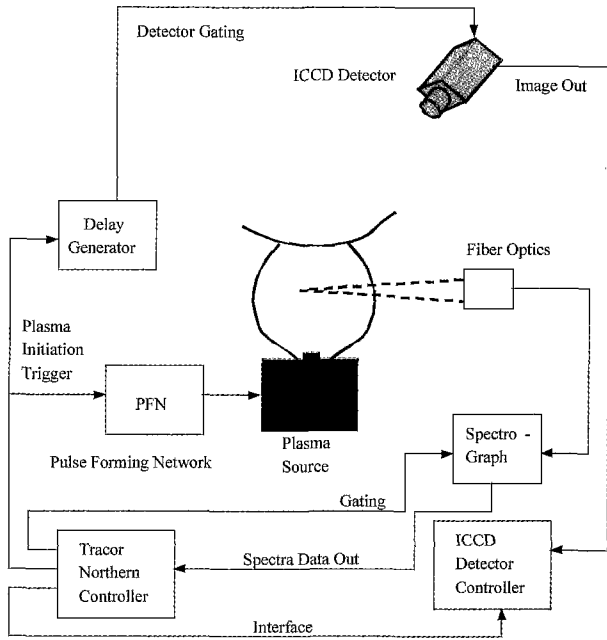 Detector Gating
ICCD Detector
Image Out
Delay
Generator
Fiber Optics
Plasma
Initiation
Trigger
PFN
Plasma
Source
Pulse Forming Network
Spectro -
Graph
Gating
Tracor
Northern
Controller
Spectra Data Out
ICCD
Detector
Controller
Interface